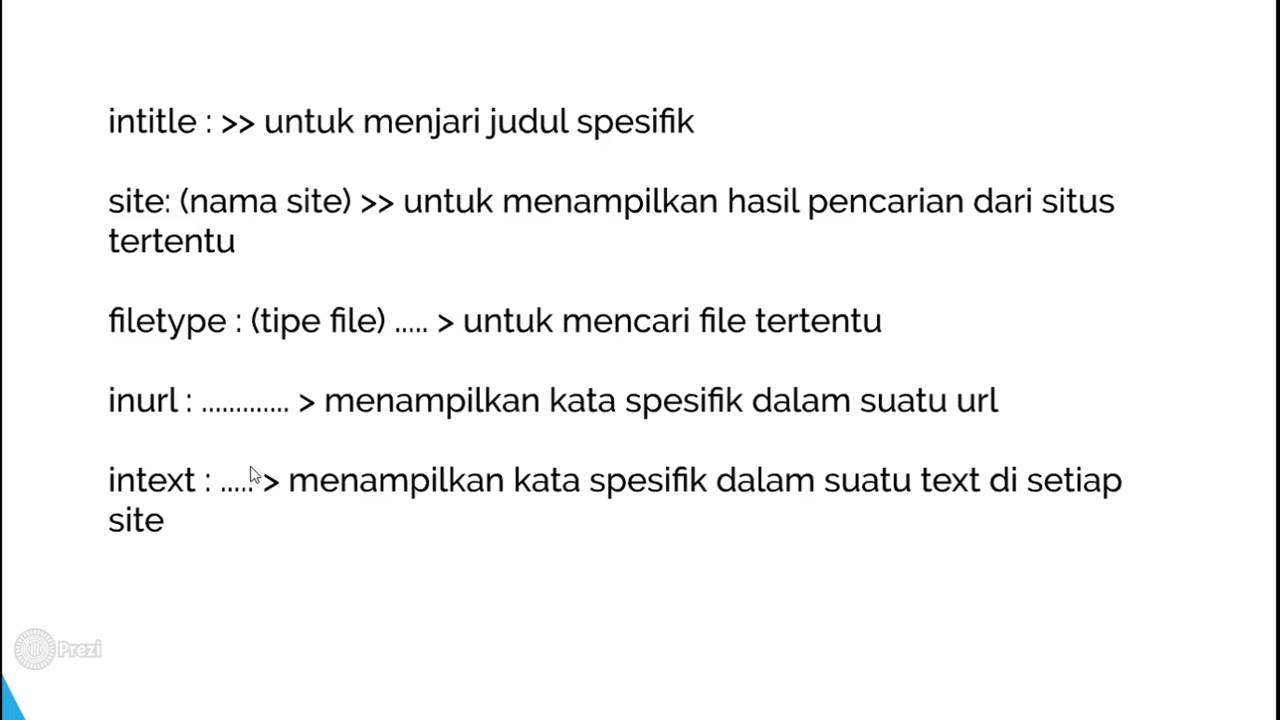 intitle : >> untuk menjari judul spesifik
site: (nama site) >> untuk menampilkan hasil pencarian dari situs
tertentu
filetype : (tipe file) ..... > untuk mencari file tertentu
inurl : ............. > menampilkan kata spesifik dalam suatu url
intext : ..... > menampilkan kata spesifik dalam suatu text di setiap
site
Prezi